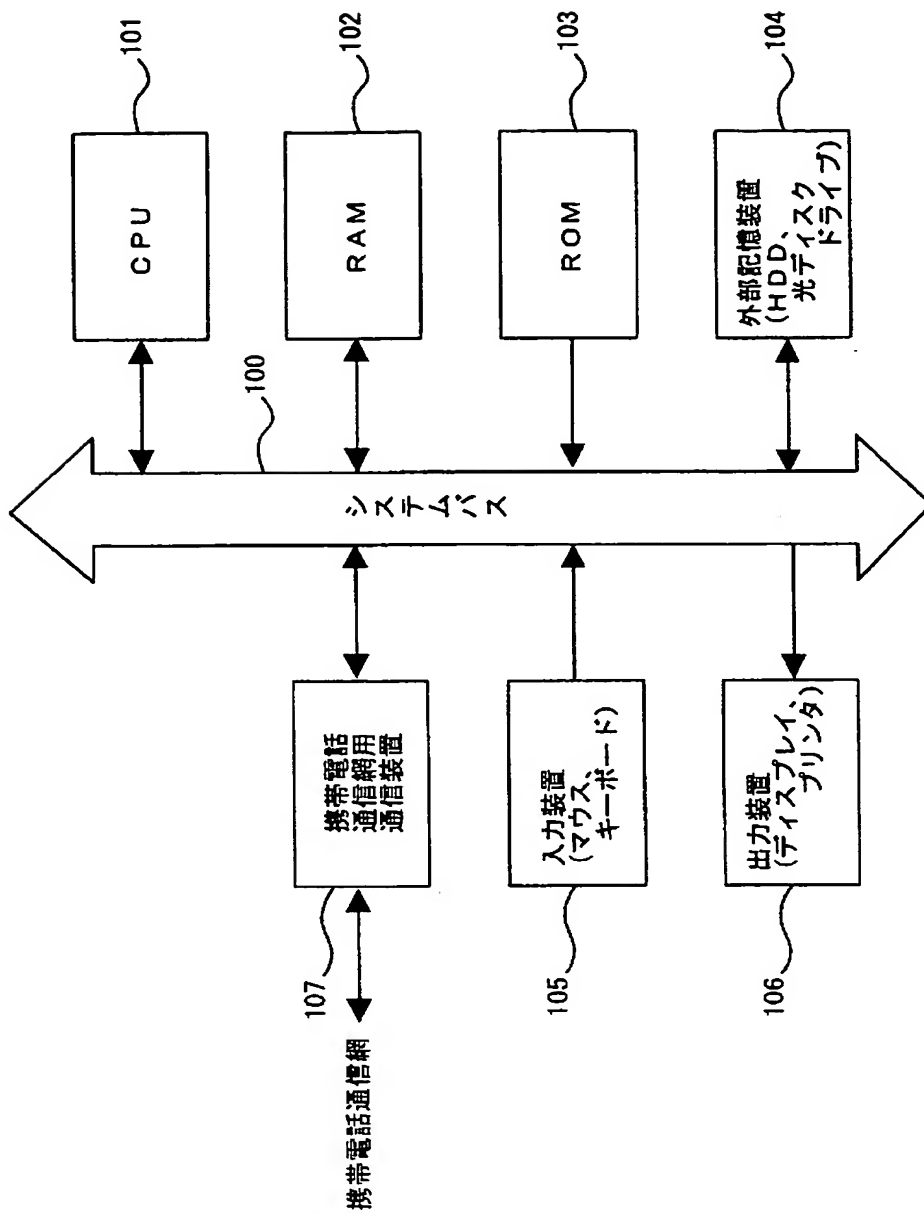 101
CPU
102
RAM
103
ROM
104
外部記憶装置
(HDD、
光ディスク
ドライブ)
100
システムバス
携帯電話
通信網用
通信装置
107
携帯電話通信網
入力装置
(マウス、
キーボード)
105
出力装置
(ディスプレイ、
プリンタ)
106